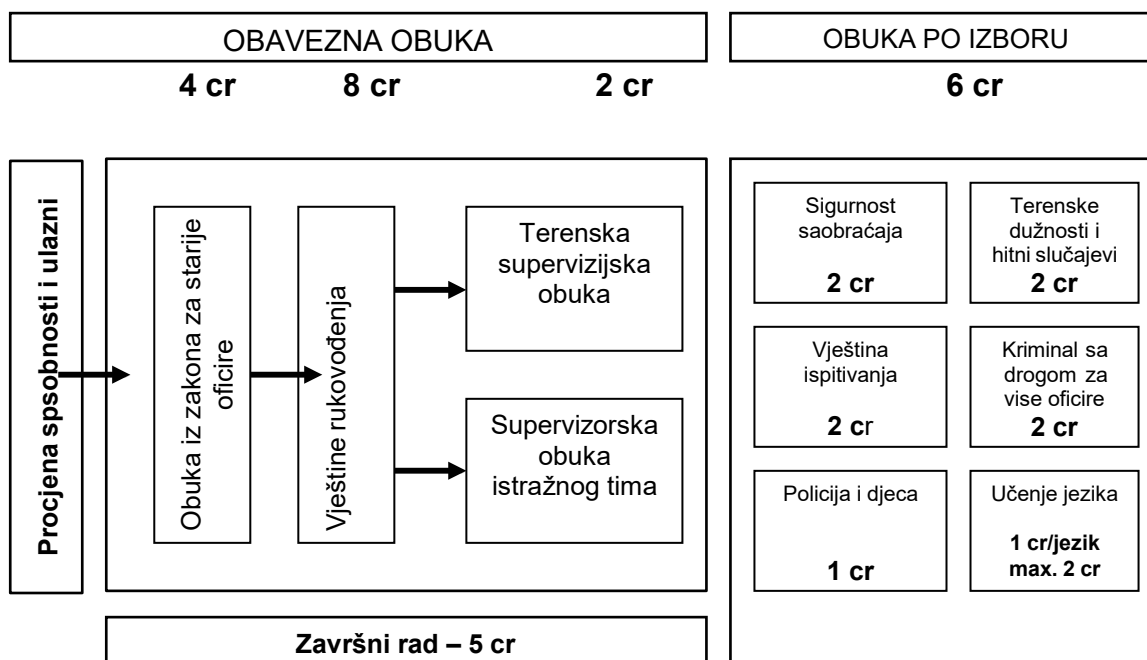 OBAVEZNA OBUKA
OBUKA PO IZBORU
4 cr
8 cr
2 cr
6 cr
Procjena spsobnosti i ulazni
Obuka iz zakona za starije
oficire
Vještine rukovođenja
Terenska
supervizijska
obuka
Supervizorska
obuka
istražnog tima
Završni rad – 5 cr
Sigurnost
saobraćaja
2 cr
Terenske
dužnosti i
hitni slučajevi
2 cr
Vještina
ispitivanja
2 cr
Kriminal sa
drogom za
vise oficire
2 cr
Policija i djeca
1 cr
Učenje jezika
1 cr/jezik
max. 2 cr